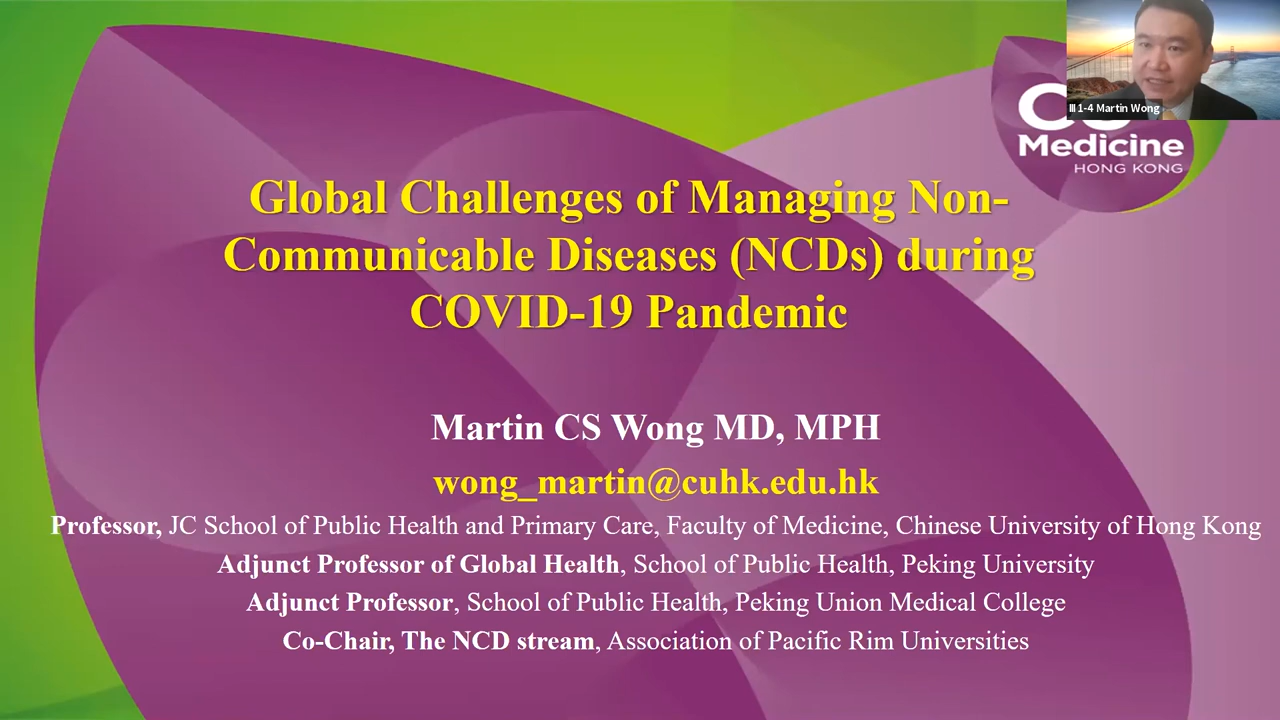 III 1-4 Martin Wong
Medicine
HONG KONG
Global Challenges of Managing Non-
Communicable Diseases (NCDs) during
COVID-19 Pandemic
Martin CS Wong MD, MPH
wong_martin@cuhk.edu.hk
Professor, JC School of Public Health and Primary Care, Faculty of Medicine, Chinese University of Hong Kong
Adjunct Professor of Global Health, School of Public Health, Peking University
Adjunct Professor, School of Public Health, Peking Union Medical College
Co-Chair, The NCD stream, Association of Pacific Rim Universities